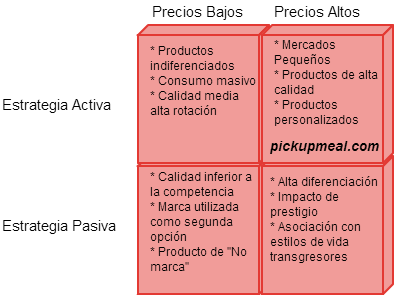 Precios Bajos
Precios Altos
Estrategia Activa
* Productos
indiferenciados
* Consumo masivo
* Calidad media
alta rotación
* Mercados
Pequeños
* Productos de alta
calidad
* Productos
personalizados
pickupmeal.com
Estrategia Pasiva
* Calidad inferior a
la competencia
* Marca utilizada
como segunda
opción
* Producto de "No
marca"
* Alta diferenciación
* Impacto de
prestigio
* Asociación con
estilos de vida
transgresores